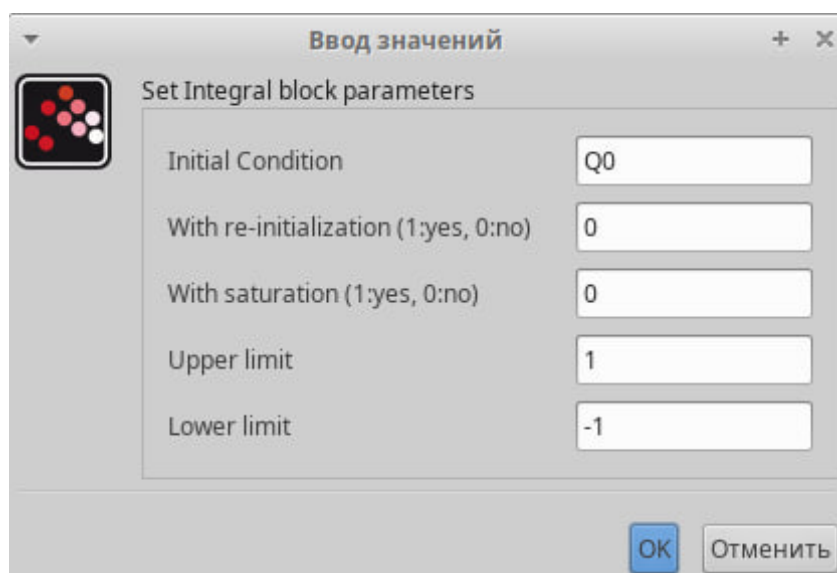 Ввод значений
Set Integral block parameters
Initial Condition Q0
With re-initialization (1:yes, 0:no) 0
With saturation (1:yes, 0:no) 0
Upper limit 1
Lower limit -1
OK Отменить